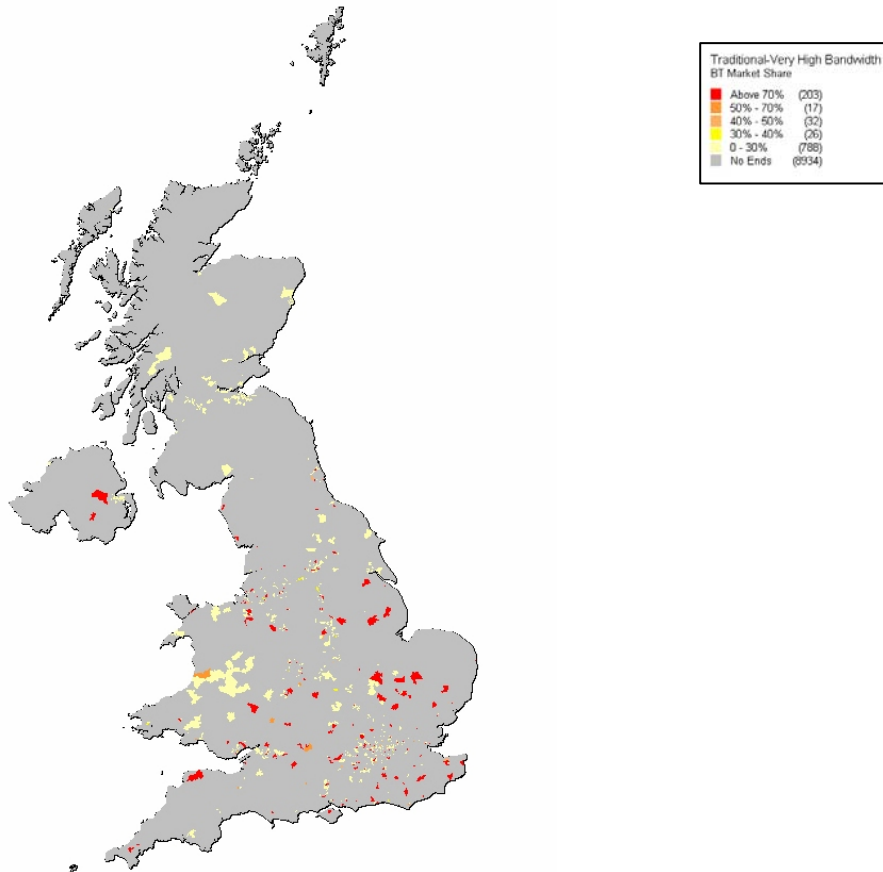 Traditional-Very High Bandwidth
BT Market Share
Above 70% (203)
50% - 70% (17)
40% - 50% (32)
30% - 40% (26)
0 - 30% (788)
No Ends (8934)